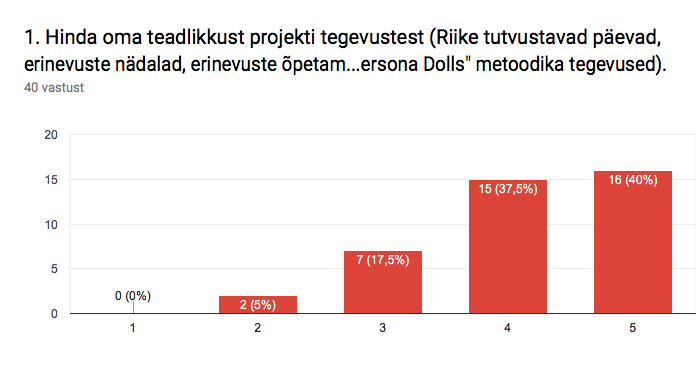 1. Hinda oma teadlikkust projekti tegevustest (Riike tutvustavad päevad,
erinevuste nädalad, erinevuste õpetam...ersona Dolls" metoodika tegevused).
40 vastust
20
15
10
5
0
0 (0%)
2 (5%)
7 (17,5%)
15 (37,5%)
16 (40%)
1 2 3 4 5